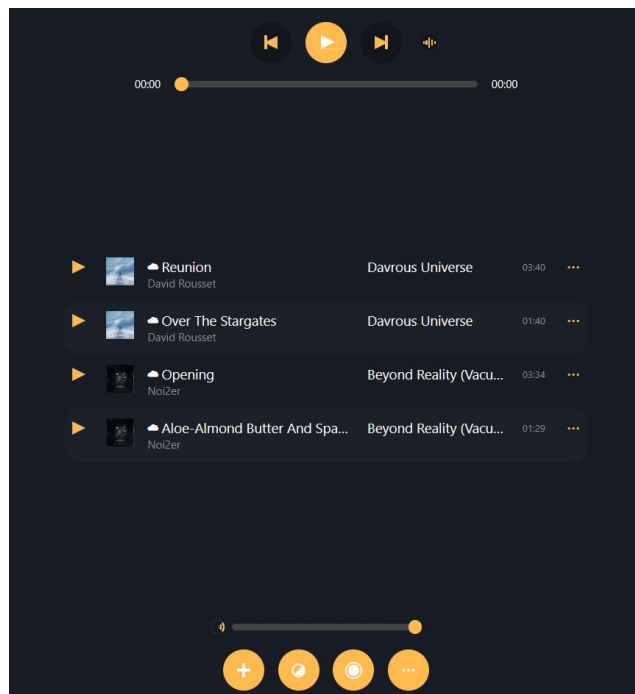 00:00 00:00
Reunion Davrous Universe 03:40
David Rousset
Over The Stargates Davrous Universe 01:40
David Rousset
Opening Beyond Reality (Vacu... 03:34
Noi2er
Aloe-Almond Butter And Spa... Beyond Reality (Vacu... 01:29
Noi2er